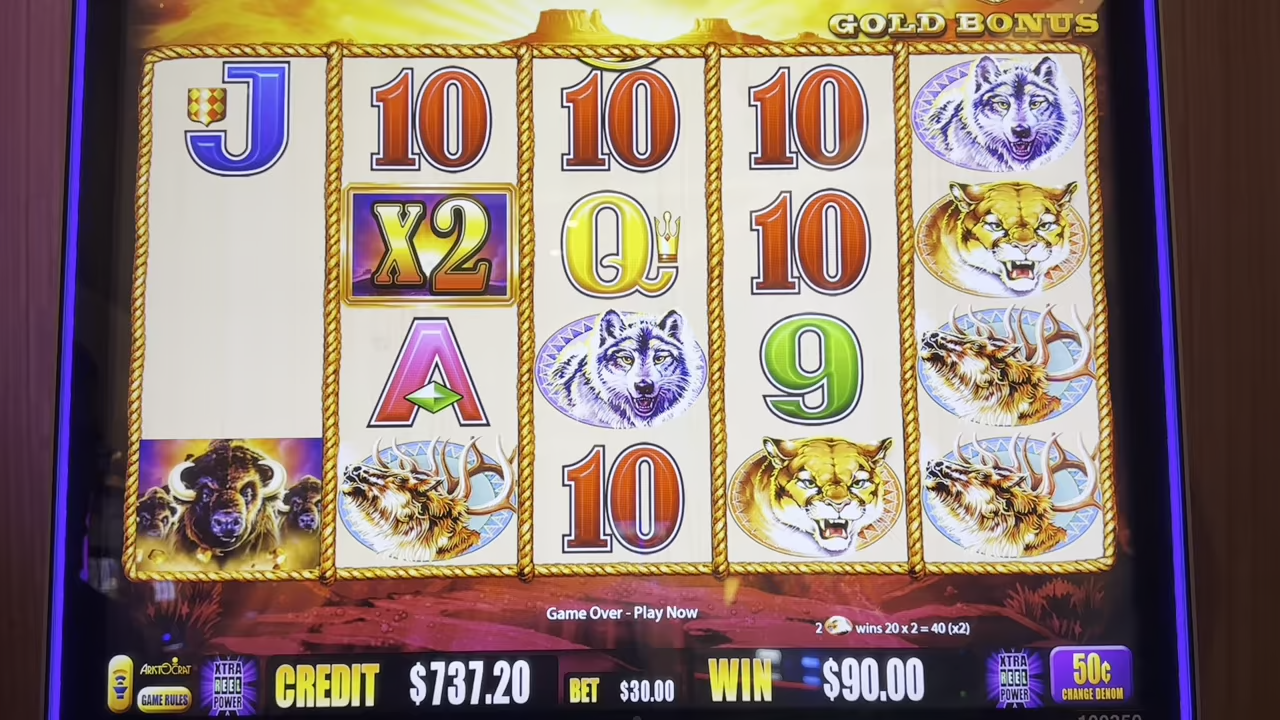 GOLD BONUS
J 10 10 10
X2 Q 10
A 9
10
Game Over - Play Now
2 wins 20 x 2 = 40 (x2)
ARISTOCRAT
GAME RULES
XTRA
REEL
POWER
CREDIT $737.20
BET $30.00
WIN $90.00
XTRA
REEL
POWER
50¢
CHANGE DENOM